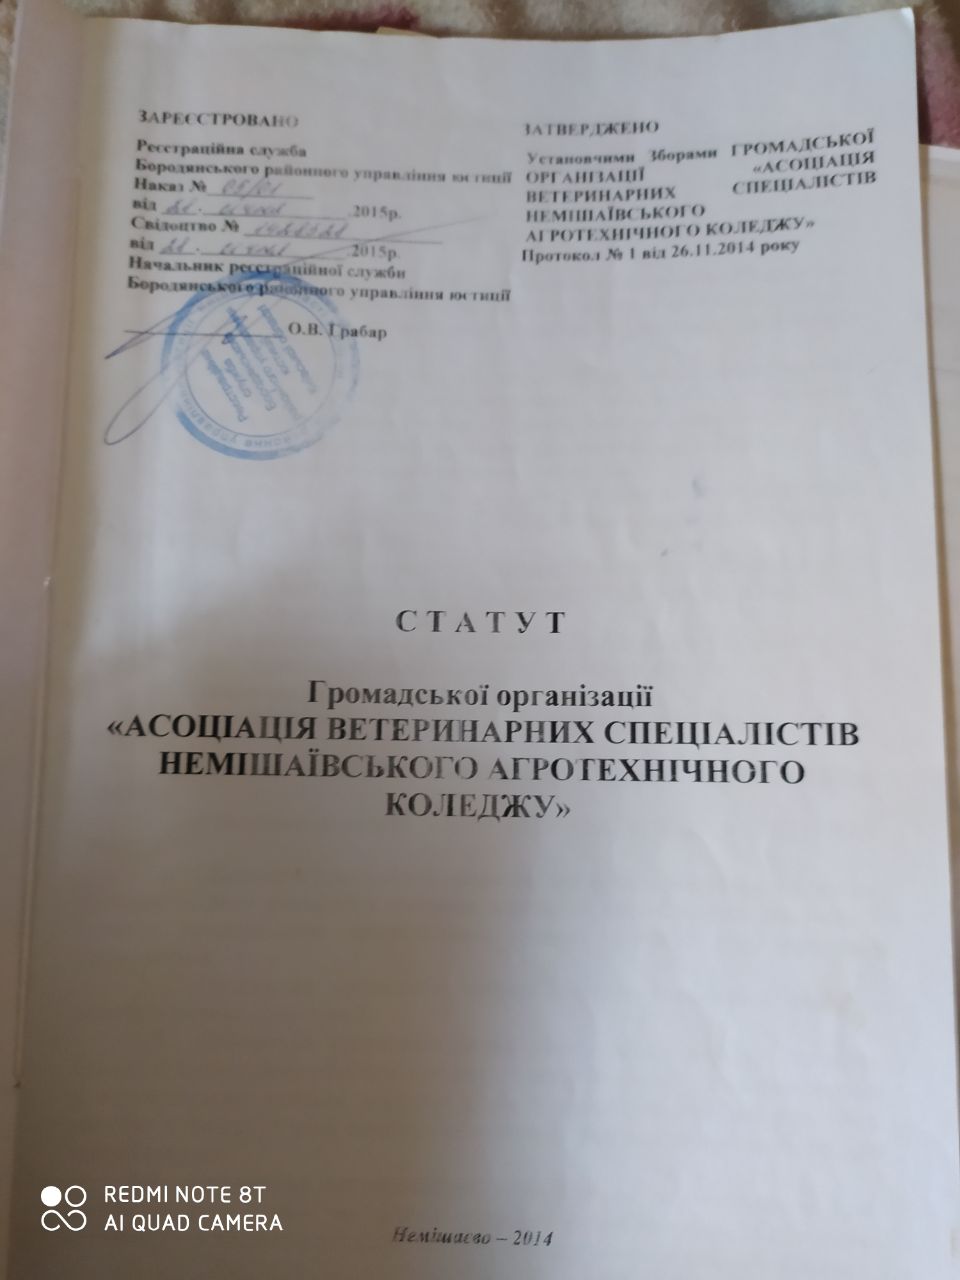 ЗАРЕЄСТРОВАНО
Реєстраційна служба
Бородянського районного управління юстиції
Наказ № 05/01
від 21. січня .2015р.
Свідоцтво №
від 21. січня .2015р.
Начальник реєстраційної служби
Бородянського районного управління юстиції
О.В. Грабар
ЗАТВЕРДЖЕНО
Установчими Зборами ГРОМАДСЬКОЇ
ОРГАНІЗАЦІЇ «АСОЦІАЦІЯ
ВЕТЕРИНАРНИХ СПЕЦІАЛІСТІВ
НЕМІШАЇВСЬКОГО
АГРОТЕХНІЧНОГО КОЛЕДЖУ»
Протокол № 1 від 26.11.2014 року
СТАТУТ
Громадської організації
«АСОЦІАЦІЯ ВЕТЕРИНАРНИХ СПЕЦІАЛІСТІВ
НЕМІШАЇВСЬКОГО АГРОТЕХНІЧНОГО
КОЛЕДЖУ»
Немішаєво – 2014
REDMI NOTE 8T
AI QUAD CAMERA